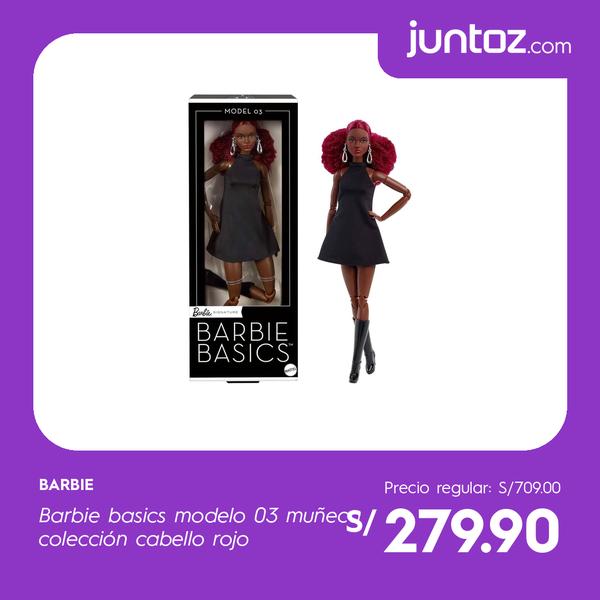 juntoz.com
MODEL 03
Barbie SIGNATURE
BARBIE
BASICS™
BARBIE
Precio regular: S/709.00
Barbie basics modelo 03 muñeca
S/ 279.90
colección cabello rojo